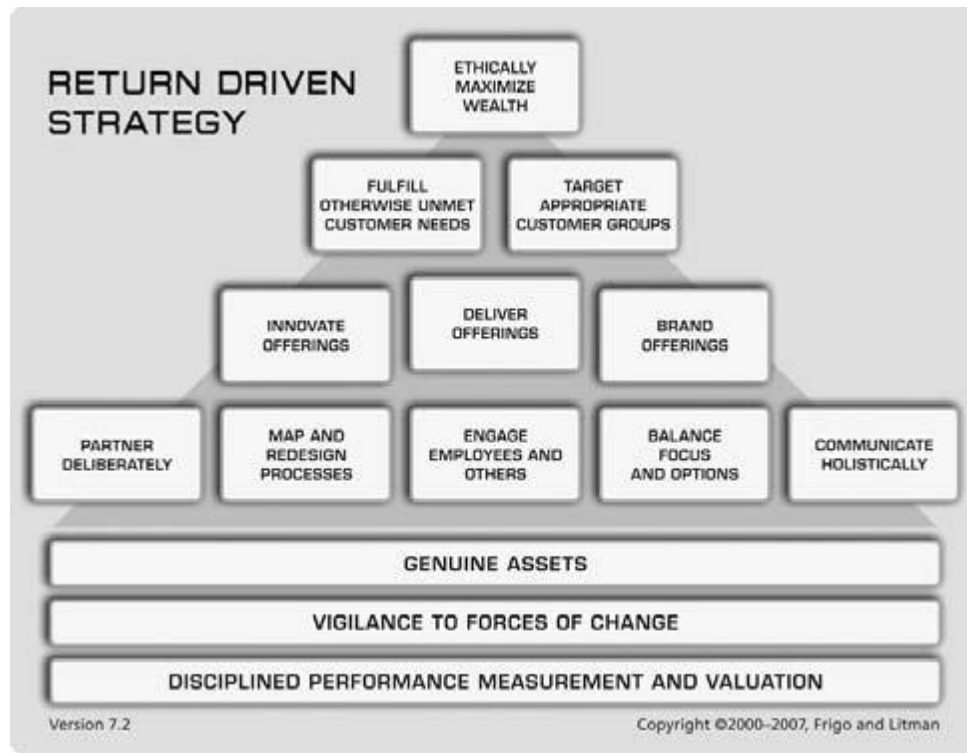 RETURN DRIVEN
STRATEGY
ETHICALLY
MAXIMIZE
WEALTH
FULFILL
OTHERWISE UNMET
CUSTOMER NEEDS
TARGET
APPROPRIATE
CUSTOMER GROUPS
INNOVATE
OFFERINGS
DELIVER
OFFERINGS
BRAND
OFFERINGS
PARTNER
DELIBERATELY
MAP AND
REDESIGN
PROCESSES
ENGAGE
EMPLOYEES AND
OTHERS
BALANCE
FOCUS
AND OPTIONS
COMMUNICATE
HOLISTICALLY
GENUINE ASSETS
VIGILANCE TO FORCES OF CHANGE
DISCIPLINED PERFORMANCE MEASUREMENT AND VALUATION
Version 7.2
Copyright ©2000–2007, Frigo and Litman